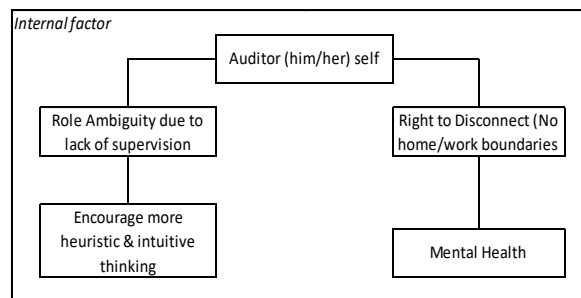 Internal factor
Auditor (him/her) self
Role Ambiguity due to
lack of supervision
Right to Disconnect (No
home/work boundaries
Encourage more
heuristic & intuitive
thinking
Mental Health